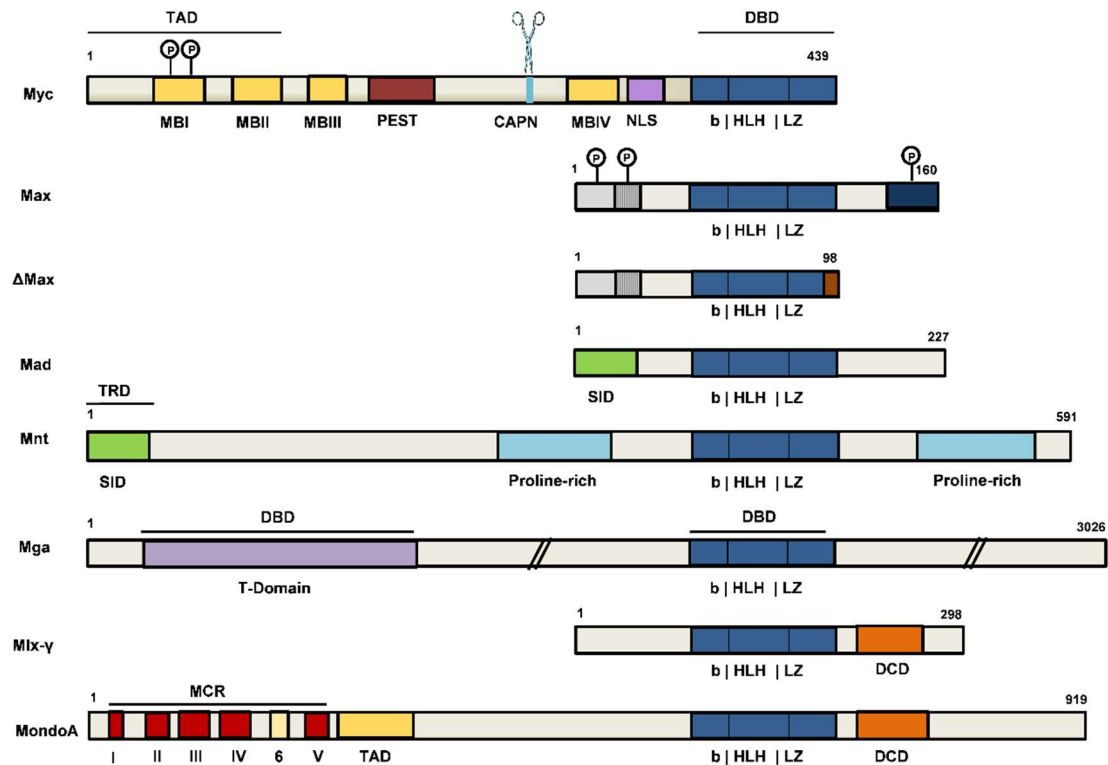 TAD
DBD
1
P
P
439
Myc
MBI
MBII
MBIII
PEST
CAPN
MBIV
NLS
b | HLH | LZ
1
P
P
P
160
Max
b | HLH | LZ
1
98
ΔMax
b | HLH | LZ
1
227
Mad
SID
b | HLH | LZ
TRD
1
591
Mnt
SID
Proline-rich
b | HLH | LZ
Proline-rich
1
DBD
DBD
3026
Mga
T-Domain
b | HLH | LZ
1
298
Mlx-γ
b | HLH | LZ
DCD
1
MCR
919
MondoA
I
II
III
IV
6
V
TAD
b | HLH | LZ
DCD